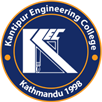 Kantipur Engineering College
KEC
Kathmandu 1998